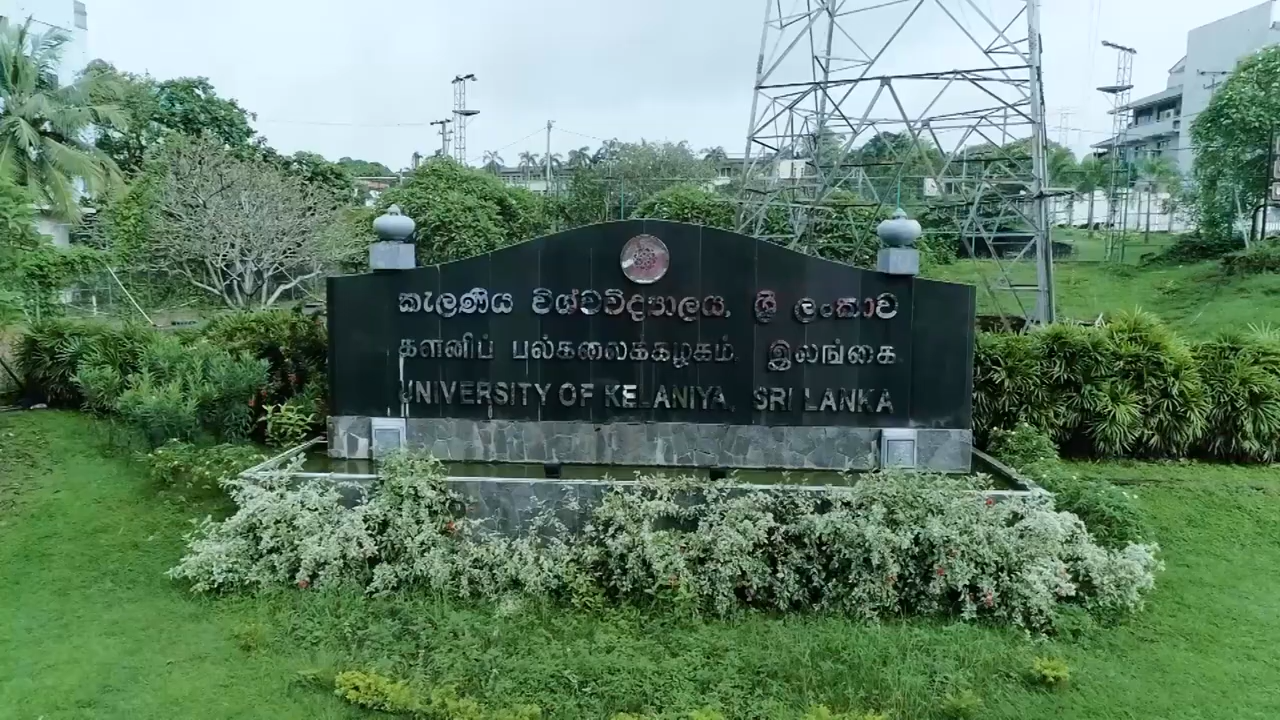 කැලණිය විශ්වවිද්‍යාලය, ශ්‍රී ලංකාව
களனிப் பல்கலைக்கழகம், இலங்கை
UNIVERSITY OF KELANIYA, SRI LANKA